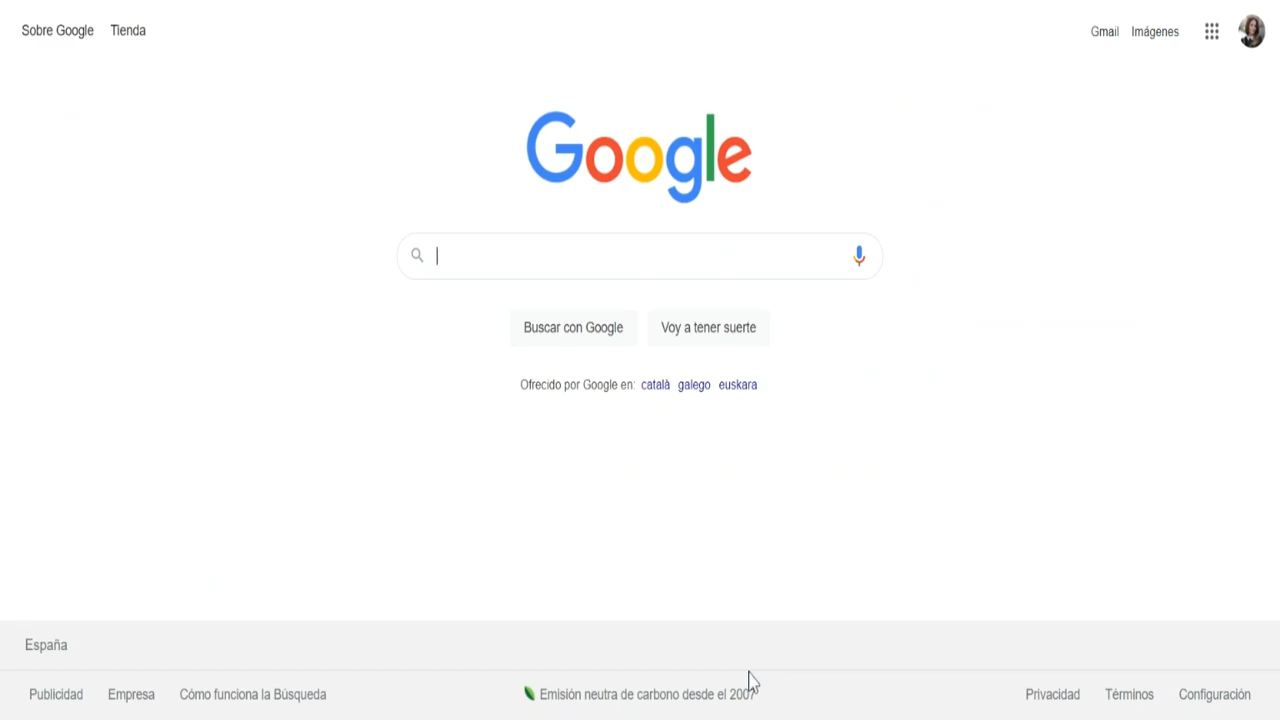 Sobre Google Tienda Gmail Imágenes
Google
Buscar con Google Voy a tener suerte
Ofrecido por Google en: català galego euskara
España
Publicidad Empresa Cómo funciona la Búsqueda Emisión neutra de carbono desde el 2007 Privacidad Términos Configuración